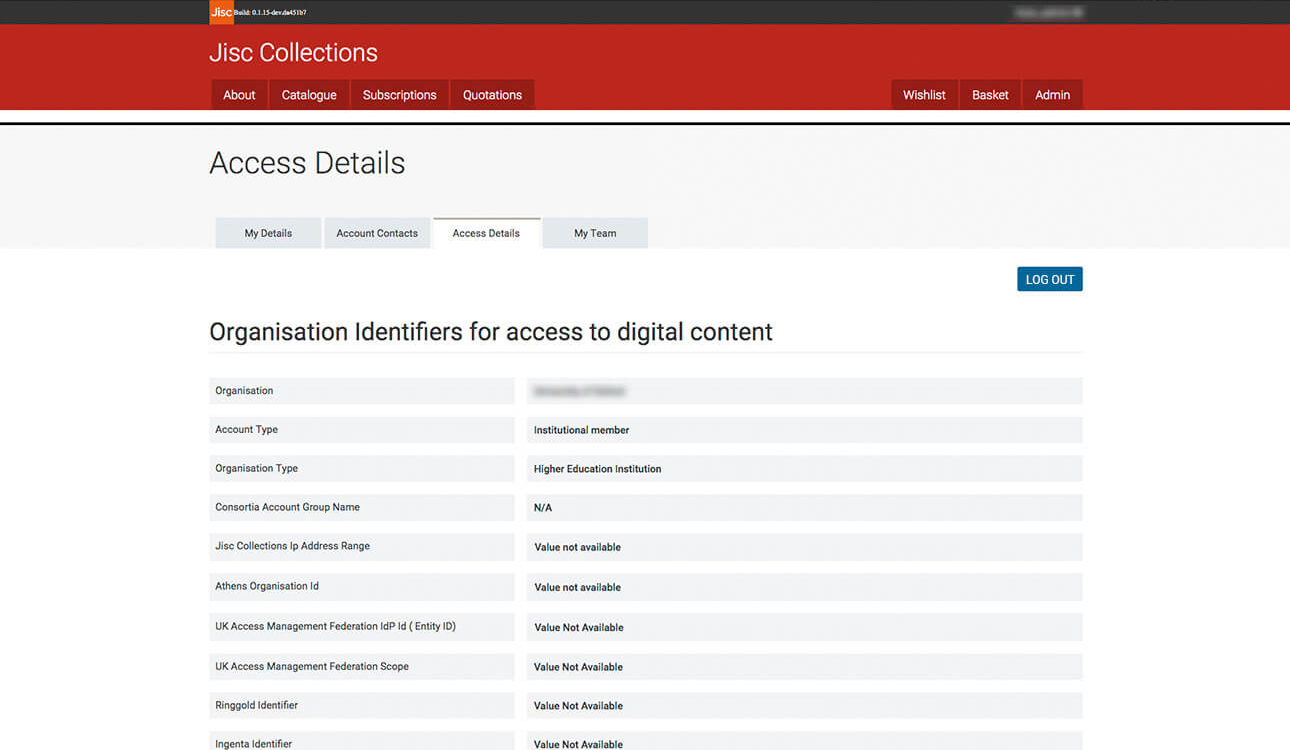 Jisc Build: 0.1.15-dev.da451b7
Jisc Collections
About Catalogue Subscriptions Quotations Wishlist Basket Admin
Access Details
My Details Account Contacts Access Details My Team
LOG OUT
Organisation Identifiers for access to digital content
Organisation
Account Type Institutional member
Organisation Type Higher Education Institution
Consortia Account Group Name N/A
Jisc Collections Ip Address Range Value not available
Athens Organisation Id Value not available
UK Access Management Federation IdP Id ( Entity ID) Value Not Available
UK Access Management Federation Scope Value Not Available
Ringgold Identifier Value Not Available
Ingenta Identifier Value Not Available